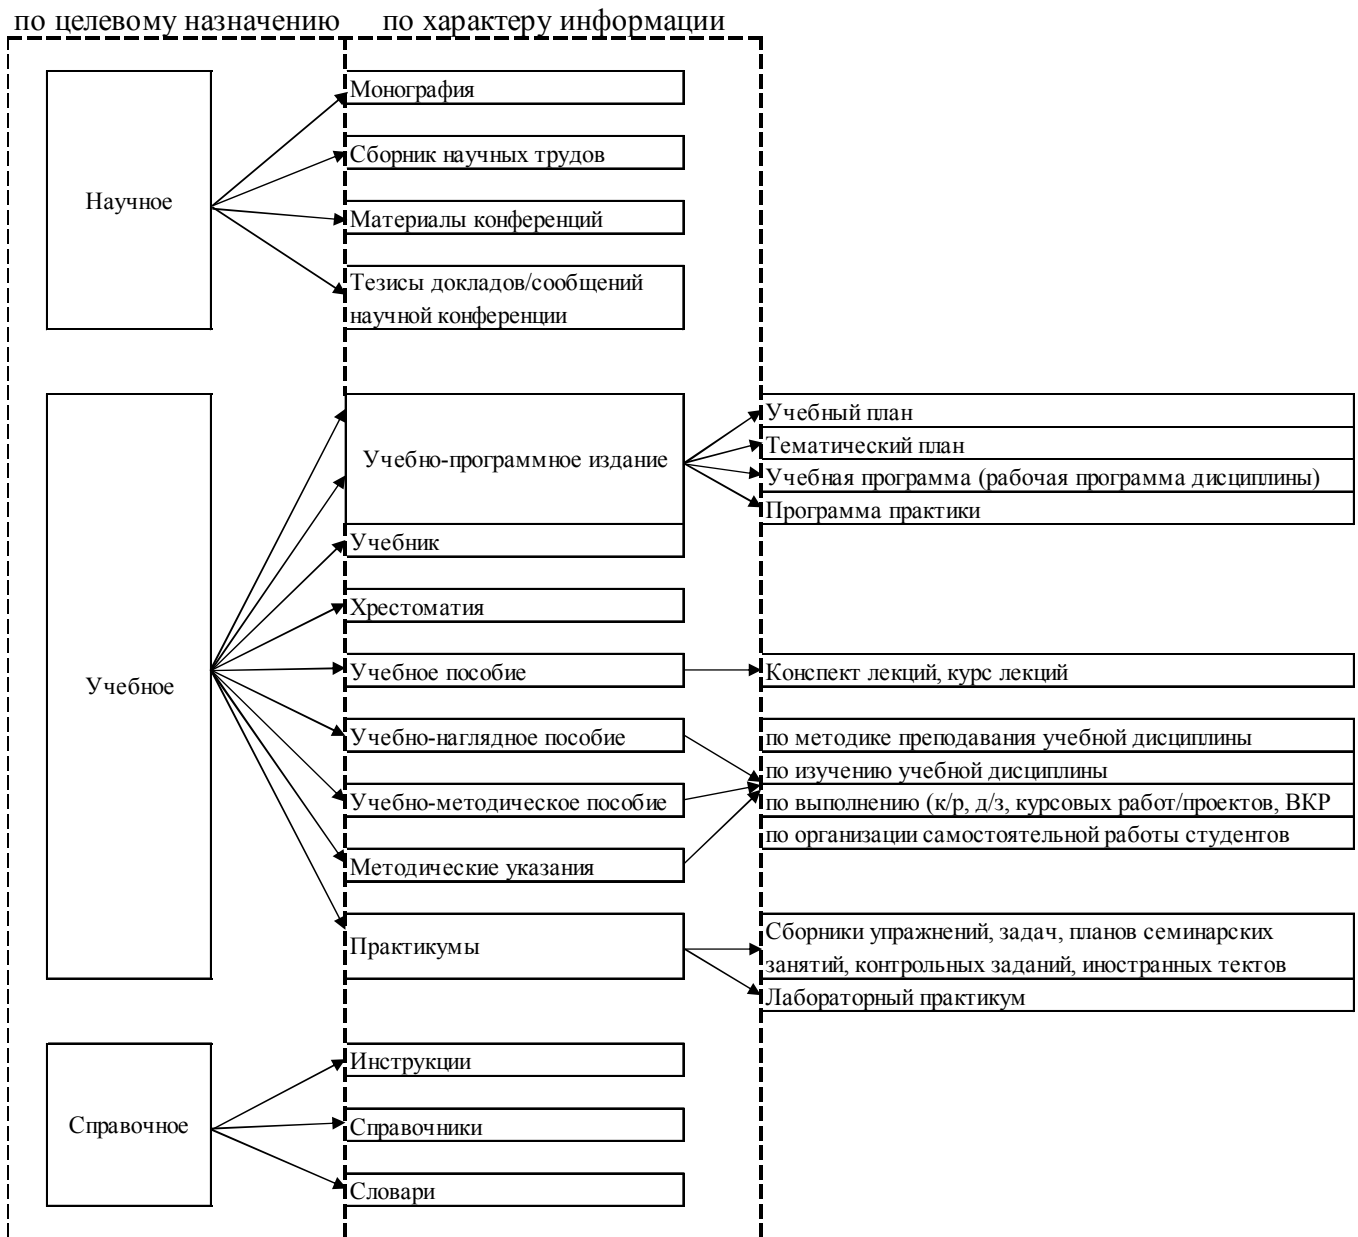 по целевому назначению
по характеру информации
Научное
Монография
Сборник научных трудов
Материалы конференций
Тезисы докладов/сообщений
научной конференции
Учебное
Учебно-программное издание
Учебный план
Тематический план
Учебная программа (рабочая программа дисциплины)
Программа практики
Учебник
Хрестоматия
Учебное пособие
Конспект лекций, курс лекций
Учебно-наглядное пособие
Учебно-методическое пособие
Методические указания
по методике преподавания учебной дисциплины
по изучению учебной дисциплины
по выполнению (к/р, д/з, курсовых работ/проектов, ВКР
по организации самостоятельной работы студентов
Практикумы
Сборники упражнений, задач, планов семинарских
занятий, контрольных заданий, иностранных тектов
Лабораторный практикум
Справочное
Инструкции
Справочники
Словари